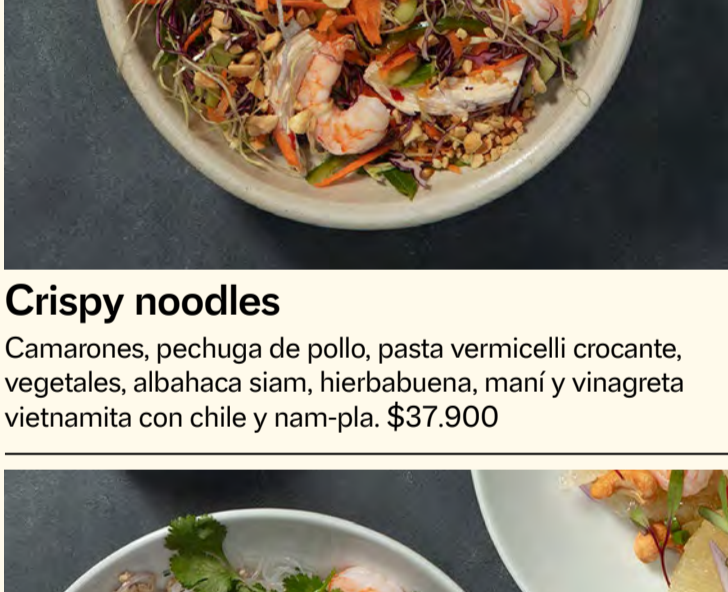 Crispy noodles
Camarones, pechuga de pollo, pasta vermicelli crocante,
vegetales, albahaca siam, hierbabuena, maní y vinagreta
vietnamita con chile y nam-pla. $37.900